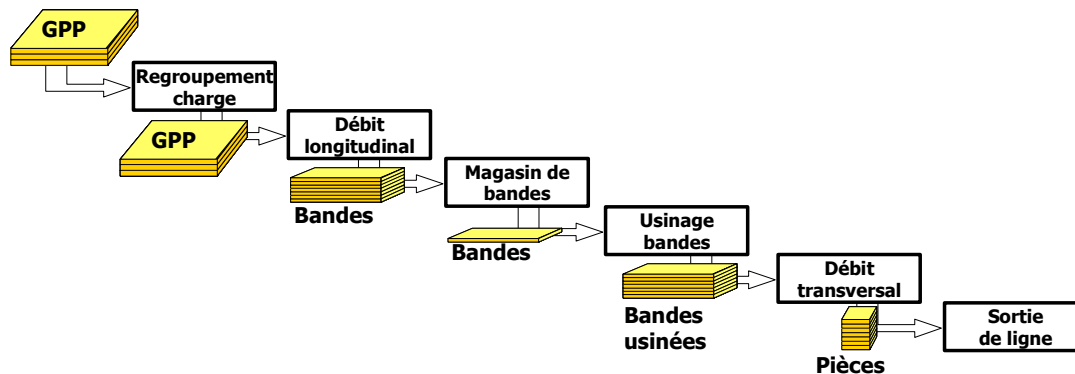 GPP
Regroupement
charge
GPP
Débit
longitudinal
Bandes
Magasin de
bandes
Bandes
Usinage
bandes
Bandes
usinées
Débit
transversal
Pièces
Sortie
de ligne